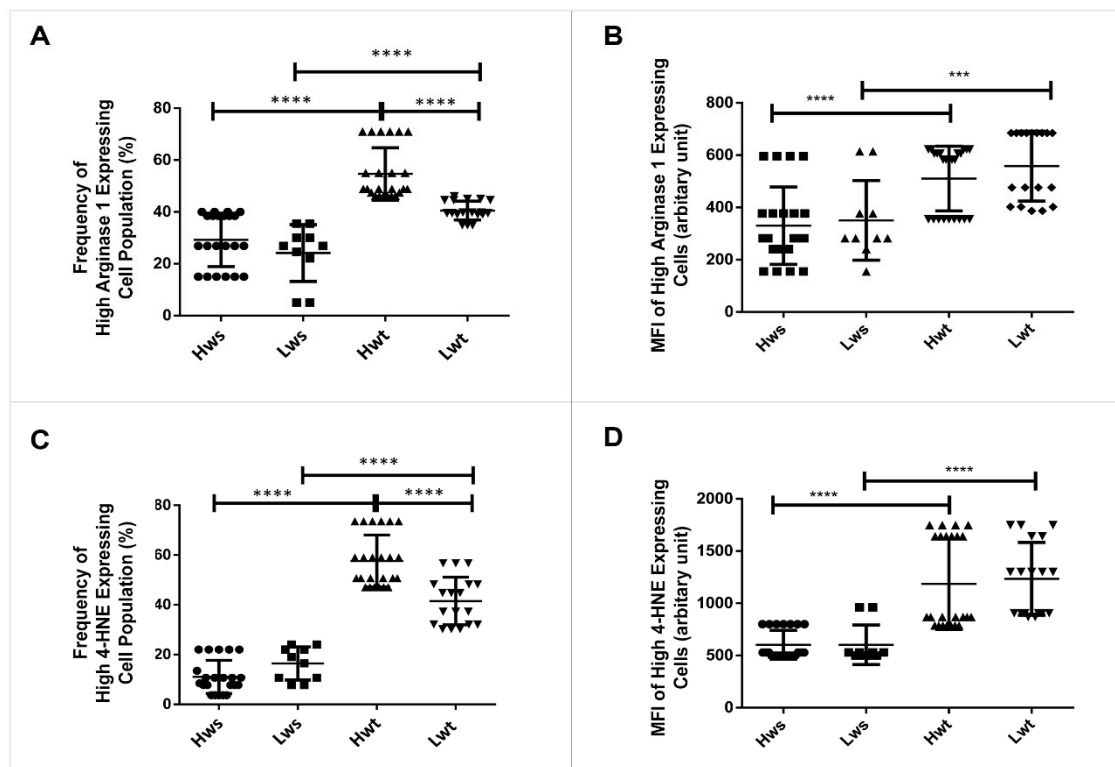 A
****
****
****
80
60
40
20
0
Frequency of
High Arginase 1 Expressing
Cell Population (%)
Hws
Lws
Hwt
Lwt
B
***
****
800
600
400
200
0
MFI of High Arginase 1 Expressing
Cells (arbitary unit)
Hws
Lws
Hwt
Lwt
C
****
****
****
80
60
40
20
0
Frequency of
High 4-HNE Expressing
Cell Population (%)
Hws
Lws
Hwt
Lwt
D
****
****
2000
1500
1000
500
0
MFI of High 4-HNE Expressing
Cells (arbitary unit)
Hws
Lws
Hwt
Lwt